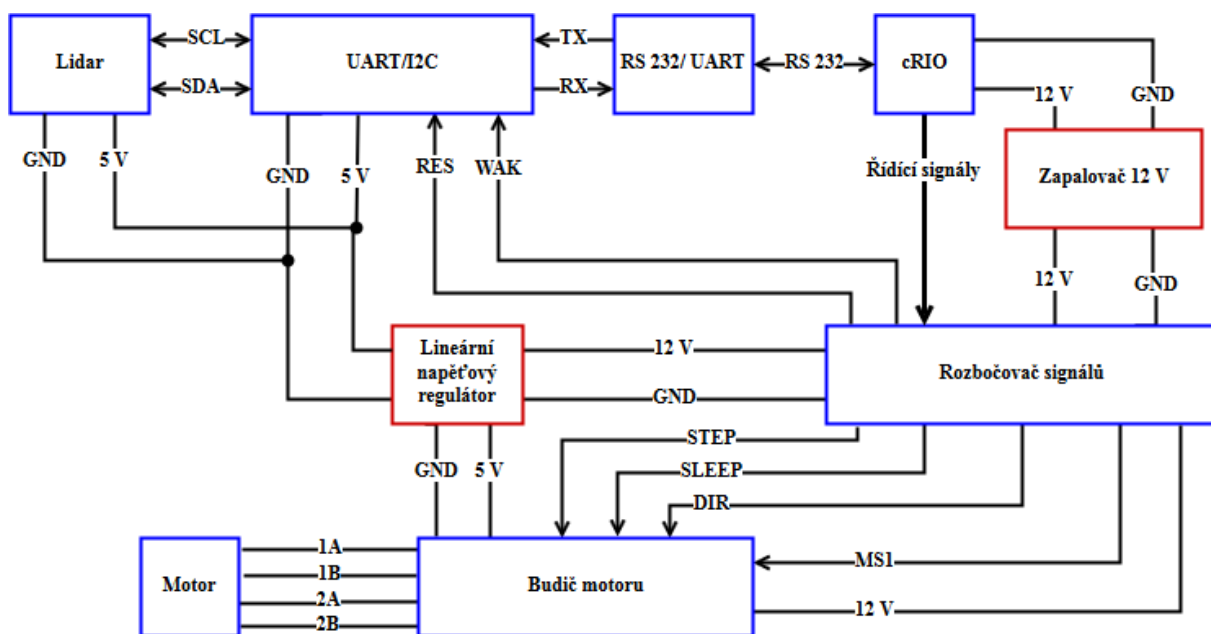 Lidar
SCL
SDA
UART/I2C
TX
RX
RS 232/ UART
RS 232
cRIO
12 V
GND
GND
5 V
GND
5 V
RES
WAK
Řídící signály
Zapalovač 12 V
12 V
GND
Lineární
napěťový
regulátor
12 V
GND
Rozbočovač signálů
GND
5 V
STEP
SLEEP
DIR
MS1
12 V
Motor
1A
1B
2A
2B
Budič motoru